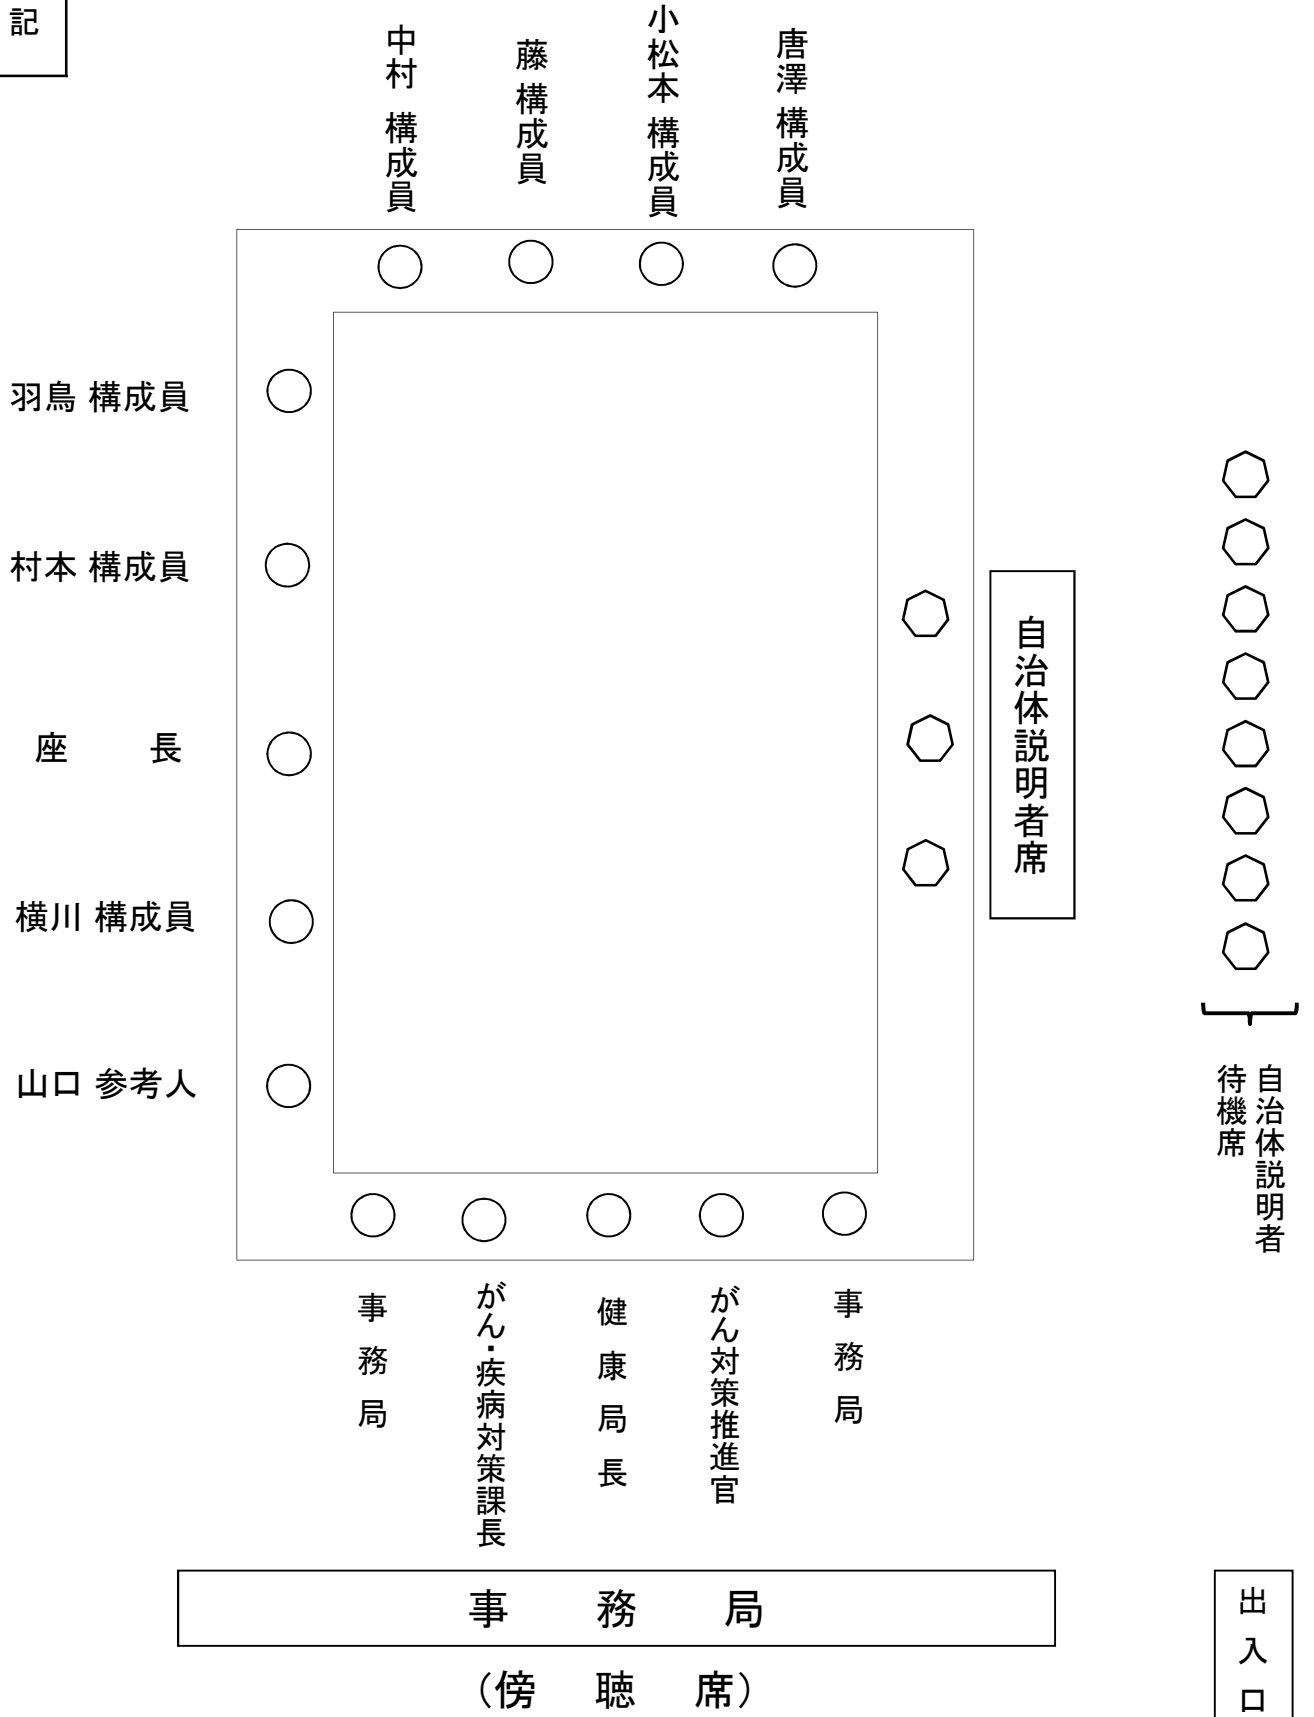 記
中村 構成員
藤 構成員
小松本 構成員
唐澤 構成員
羽鳥 構成員
村本 構成員
座 長
横川 構成員
山口 参考人
自治体説明者席
自治体説明者
待機席
事務局
がん・疾病対策課長
健康局長
がん対策推進官
事務局
事 務 局
（傍 聴 席）
出入口